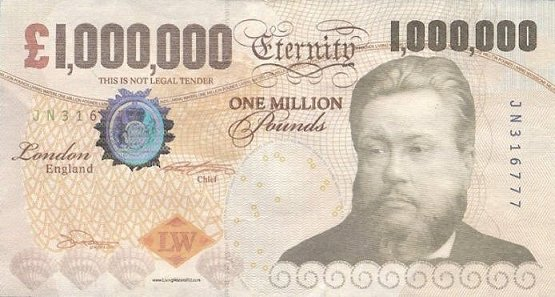 £1,000,000 Eternity 1,000,000
THIS IS NOT LEGAL TENDER
JN316
ONE MILLION
Pounds
London
England
Chief
JN316777
LW